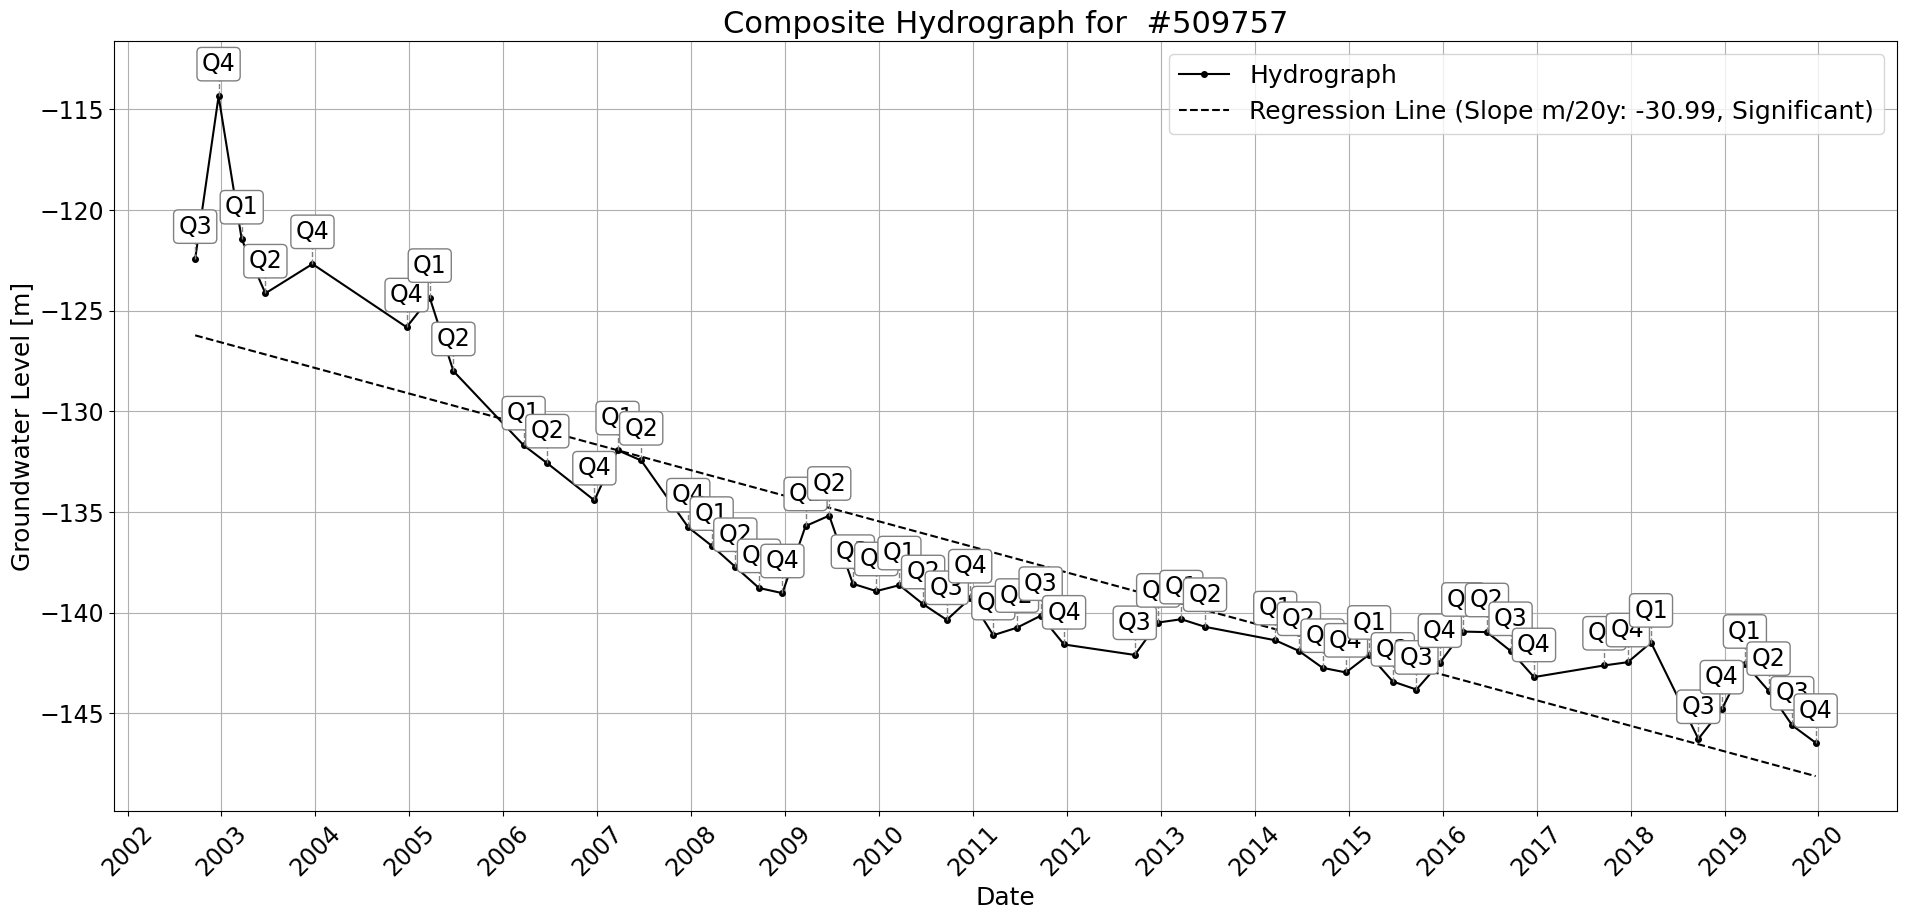 Composite Hydrograph for  #509757
Hydrograph
Regression Line (Slope m/20y: -30.99, Significant)
Groundwater Level [m]
−115
−120
−125
−130
−135
−140
−145
Q3
Q4
Q1
Q2
Q4
Q4
Q1
Q2
Q1
Q2
Q4
Q1
Q2
Q4
Q1
Q2
Q4
Q2
Q1
Q2
Q3
Q4
Q3
Q4
Q3
Q2
Q1
Q2
Q4
Q1
Q3
Q4
Q2
Q3
Q4
Q4
Q1
Q3
Q4
Q1
Q2
Q3
Q4
2002
2003
2004
2005
2006
2007
2008
2009
2010
2011
2012
2013
2014
2015
2016
2017
2018
2019
2020
Date